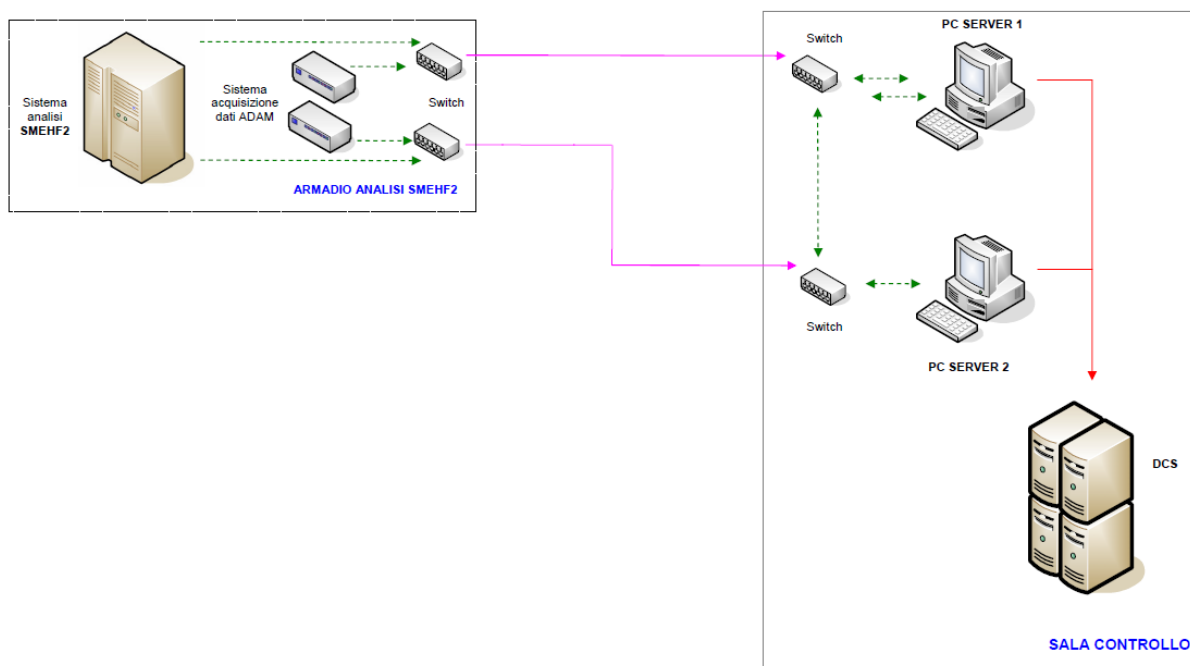 Sistema
analisi
SMEHF2
Sistema
acquisizione
dati ADAM
Switch
ARMADIO ANALISI SMEHF2
Switch
PC SERVER 1
Switch
PC SERVER 2
DCS
SALA CONTROLLO